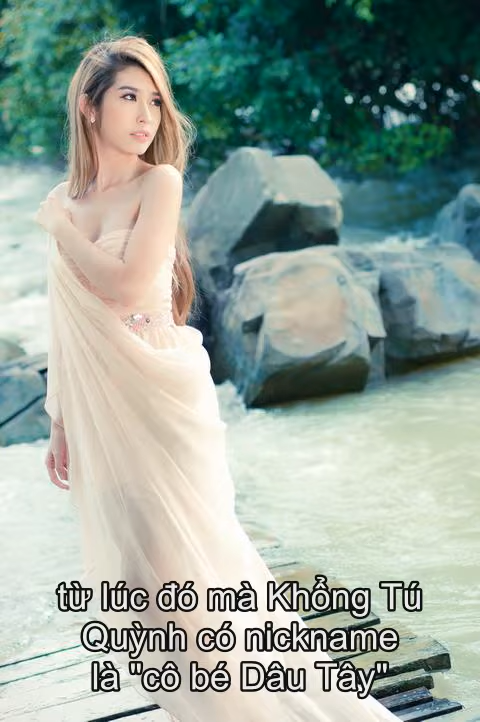 từ lúc đó mà Khổng Tú
Quỳnh có nickname
là "cô bé Dâu Tây"